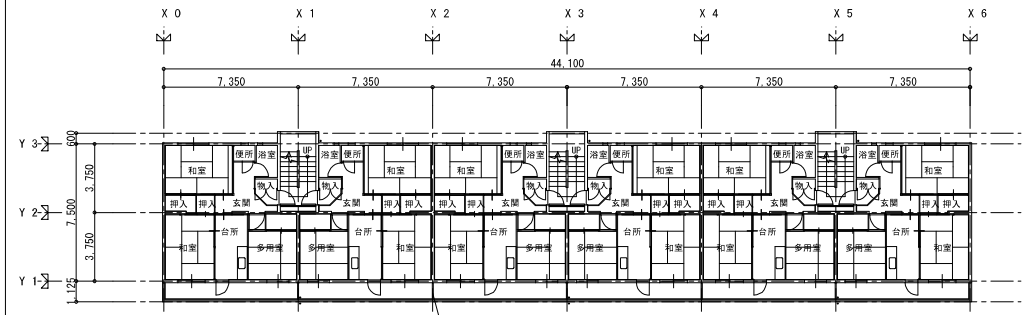 X 0 X 1 X 2 X 3 X 4 X 5 X 6
44,100
7,350 7,350 7,350 7,350 7,350 7,350
Y 3 600
便所 浴室 UP 浴室 便所 便所 浴室 UP 浴室 便所 便所 浴室 UP 浴室 便所
和室 和室 和室 和室 和室 和室
3,750
物入 物入 物入 物入 物入 物入
押入 押入 玄関 玄関 押入 押入 押入 押入 玄関 玄関 押入 押入 押入 押入 玄関 玄関 押入 押入
Y 2 7,500
台所 台所 台所 台所 台所 台所
和室 多用室 多用室 和室 和室 多用室 多用室 和室 和室 多用室 多用室 和室
3,750
Y 1
1,125